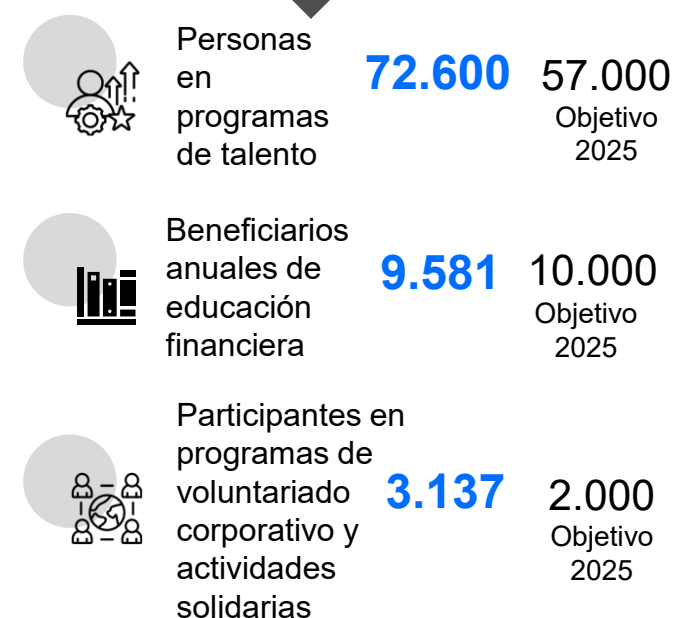 Personas
en
programas
de talento
72.600
57.000
Objetivo
2025
Beneficiarios
anuales de
educación
financiera
9.581
10.000
Objetivo
2025
Participantes en
programas de
voluntariado
corporativo y
actividades
solidarias
3.137
2.000
Objetivo
2025